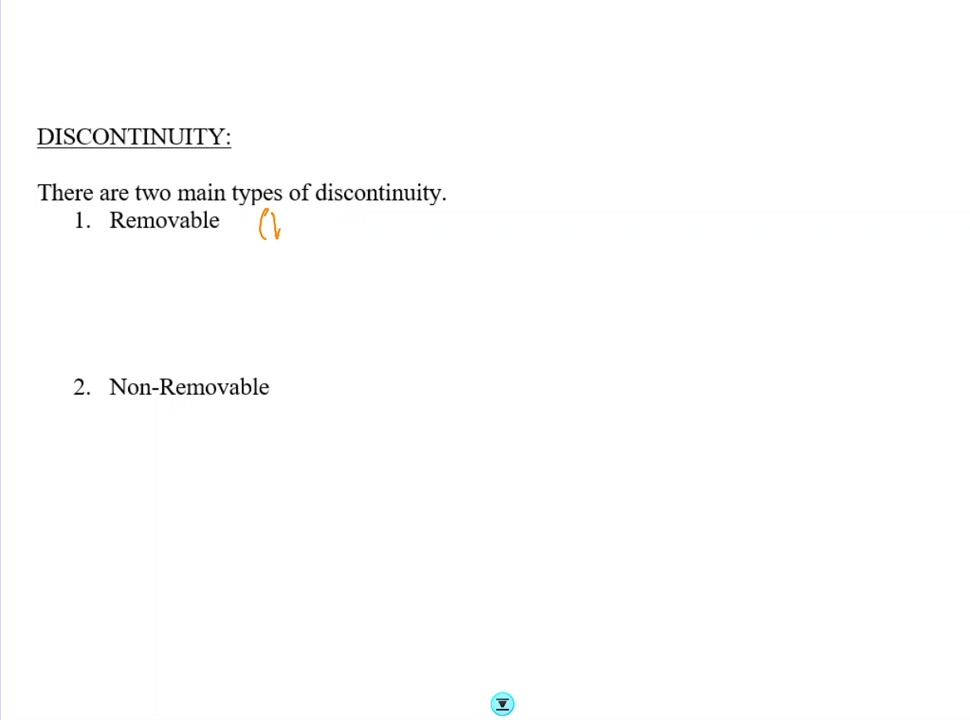 DISCONTINUITY:
There are two main types of discontinuity.
1. Removable (
2. Non-Removable